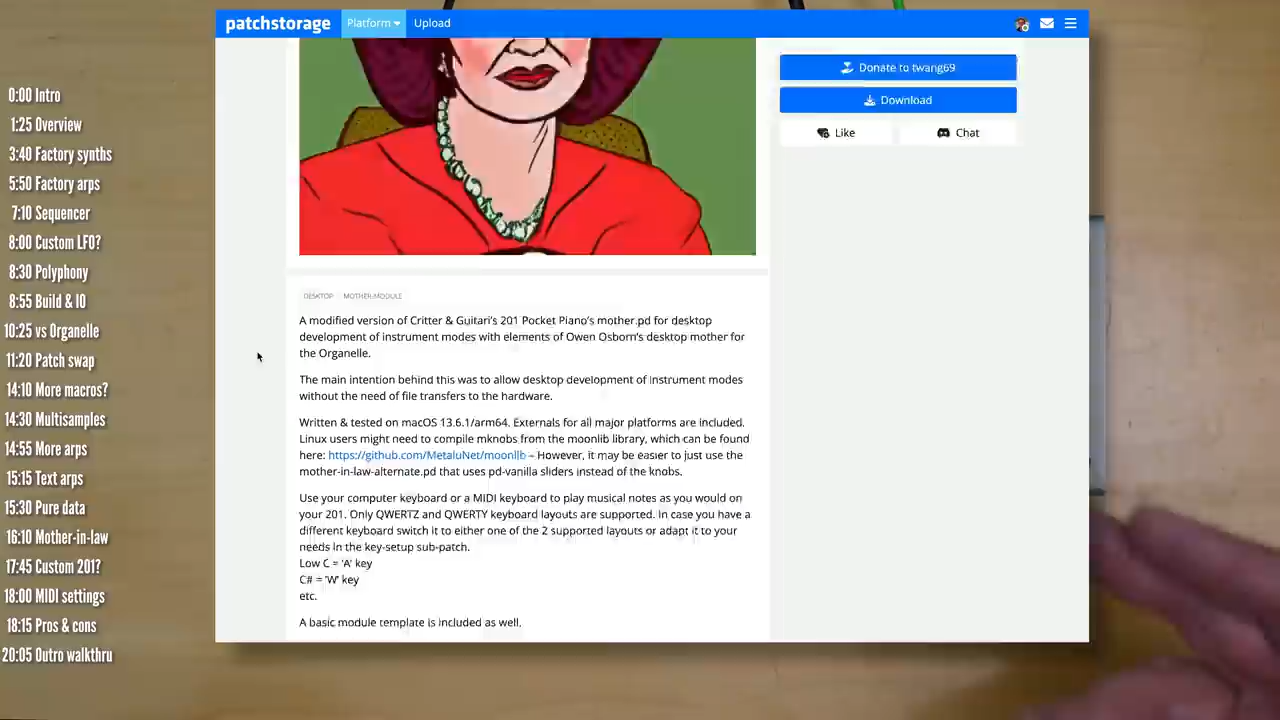 patchstorage
Platform
Upload
0:00 Intro
1:25 Overview
3:40 Factory synths
5:50 Factory arps
7:10 Sequencer
8:00 Custom LFO?
8:30 Polyphony
8:55 Build & IO
10:25 vs Organelle
11:20 Patch swap
14:10 More macros?
14:30 Multisamples
14:55 More arps
15:15 Text arps
15:30 Pure data
16:10 Mother-in-law
17:45 Custom 201?
18:00 MIDI settings
18:15 Pros & cons
20:05 Outro walkthru
Donate to twang69
Download
Like
Chat
DESKTOP MOTHER-MODULE
A modified version of Critter & Guitari's 201 Pocket Piano's mother.pd for desktop
development of instrument modes with elements of Owen Osborn's desktop mother for
the Organelle.
The main intention behind this was to allow desktop development of instrument modes
without the need of file transfers to the hardware.
Written & tested on macOS 13.6.1/arm64. Externals for all major platforms are included.
Linux users might need to compile mknobs from the moonlib library, which can be found
here: https://github.com/MetaluNet/moonlib – However, it may be easier to just use the
mother-in-law-alternate.pd that uses pd-vanilla sliders instead of the knobs.
Use your computer keyboard or a MIDI keyboard to play musical notes as you would on
your 201. Only QWERTZ and QWERTY keyboard layouts are supported. In case you have a
different keyboard switch it to either one of the 2 supported layouts or adapt it to your
needs in the key-setup sub-patch.
Low C = 'A' key
C# = 'W' key
etc.
A basic module template is included as well.